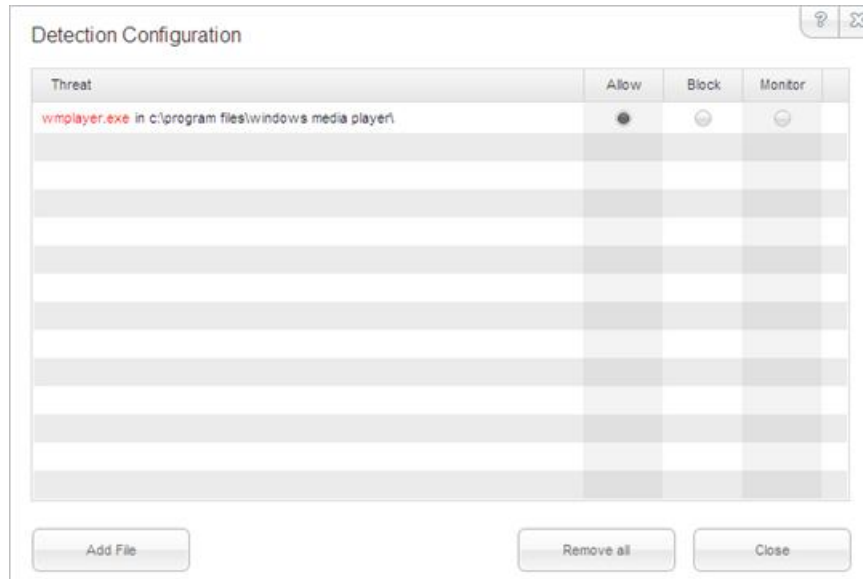 Detection Configuration
?
Threat Allow Block Monitor
wmplayer.exe in c:\program files\windows media player\
Add File Remove all Close